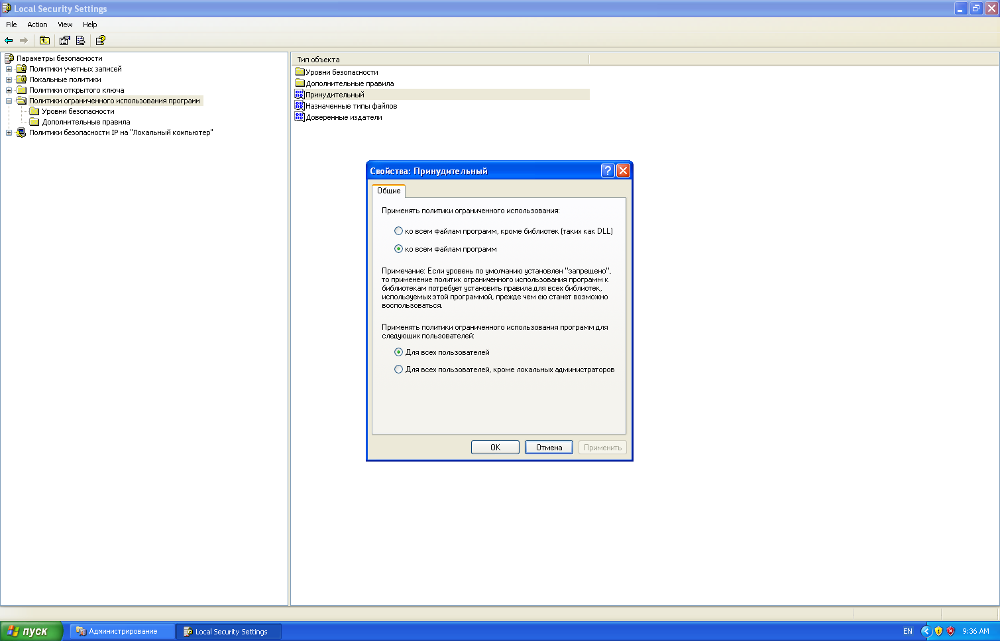 Local Security Settings
File Action View Help
Параметры безопасности
Политики учетных записей
Локальные политики
Политики открытого ключа
Политики ограниченного использования программ
Уровни безопасности
Дополнительные правила
Политики безопасности IP на "Локальный компьютер"
Тип объекта
Уровни безопасности
Дополнительные правила
Принудительный
Назначенные типы файлов
Доверенные издатели
Свойства: Принудительный
Общие
Применять политики ограниченного использования:
ко всем файлам программ, кроме библиотек (таких как DLL)
ко всем файлам программ
Примечание: Если уровень по умолчанию установлен "запрещено",
то применение политик ограниченного использования программ к
библиотекам потребует установить правила для всех библиотек,
используемых этой программой, прежде чем ею станет возможно
воспользоваться.
Применять политики ограниченного использования программ для
следующих пользователей:
Для всех пользователей
Для всех пользователей, кроме локальных администраторов
OK Отмена Применить
пуск Администрирование Local Security Settings EN 9:36 AM